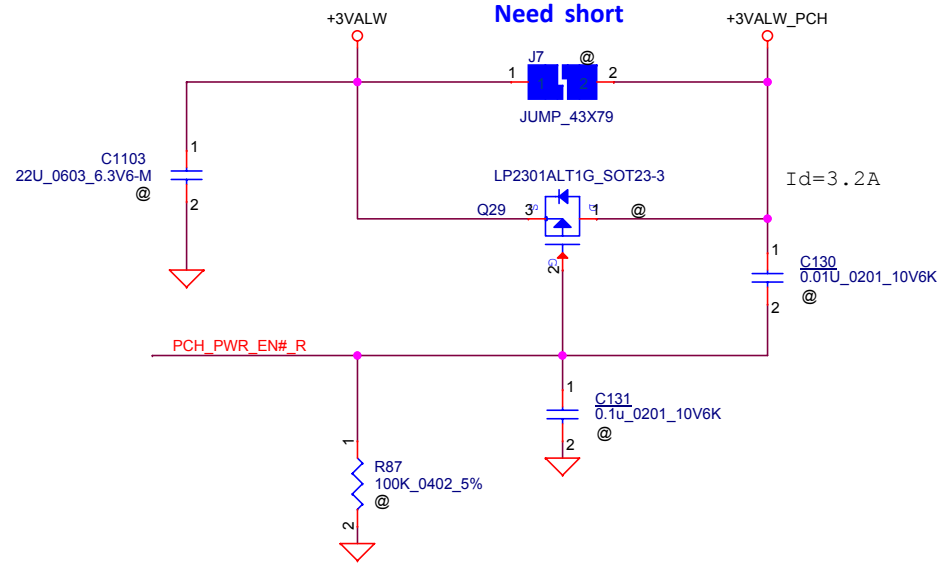 Need short
+3VALW
+3VALW_PCH
J7
@
1
1
2
2
JUMP_43X79
C1103
22U_0603_6.3V6-M
@
1
2
LP2301ALT1G_SOT23-3
Q29
3
S
D
1
@
G
2
Id=3.2A
1
C130
0.01U_0201_10V6K
@
2
PCH_PWR_EN#_R
1
C131
0.1u_0201_10V6K
@
2
1
R87
100K_0402_5%
@
2